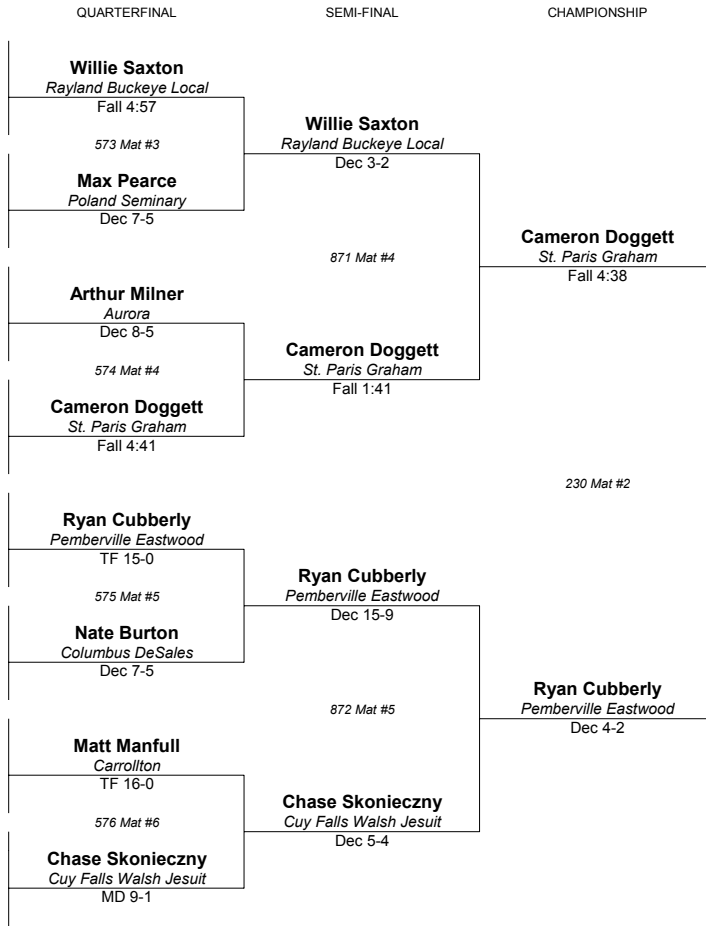 QUARTERFINAL
SEMI-FINAL
CHAMPIONSHIP
Willie Saxton
Rayland Buckeye Local
Fall 4:57
573 Mat #3
Max Pearce
Poland Seminary
Dec 7-5
Arthur Milner
Aurora
Dec 8-5
574 Mat #4
Cameron Doggett
St. Paris Graham
Fall 4:41
Ryan Cubberly
Pemberville Eastwood
TF 15-0
575 Mat #5
Nate Burton
Columbus DeSales
Dec 7-5
Matt Manfull
Carrollton
TF 16-0
576 Mat #6
Chase Skonieczny
Cuy Falls Walsh Jesuit
MD 9-1
Willie Saxton
Rayland Buckeye Local
Dec 3-2
871 Mat #4
Cameron Doggett
St. Paris Graham
Fall 1:41
Ryan Cubberly
Pemberville Eastwood
Dec 15-9
872 Mat #5
Chase Skonieczny
Cuy Falls Walsh Jesuit
Dec 5-4
Cameron Doggett
St. Paris Graham
Fall 4:38
230 Mat #2
Ryan Cubberly
Pemberville Eastwood
Dec 4-2